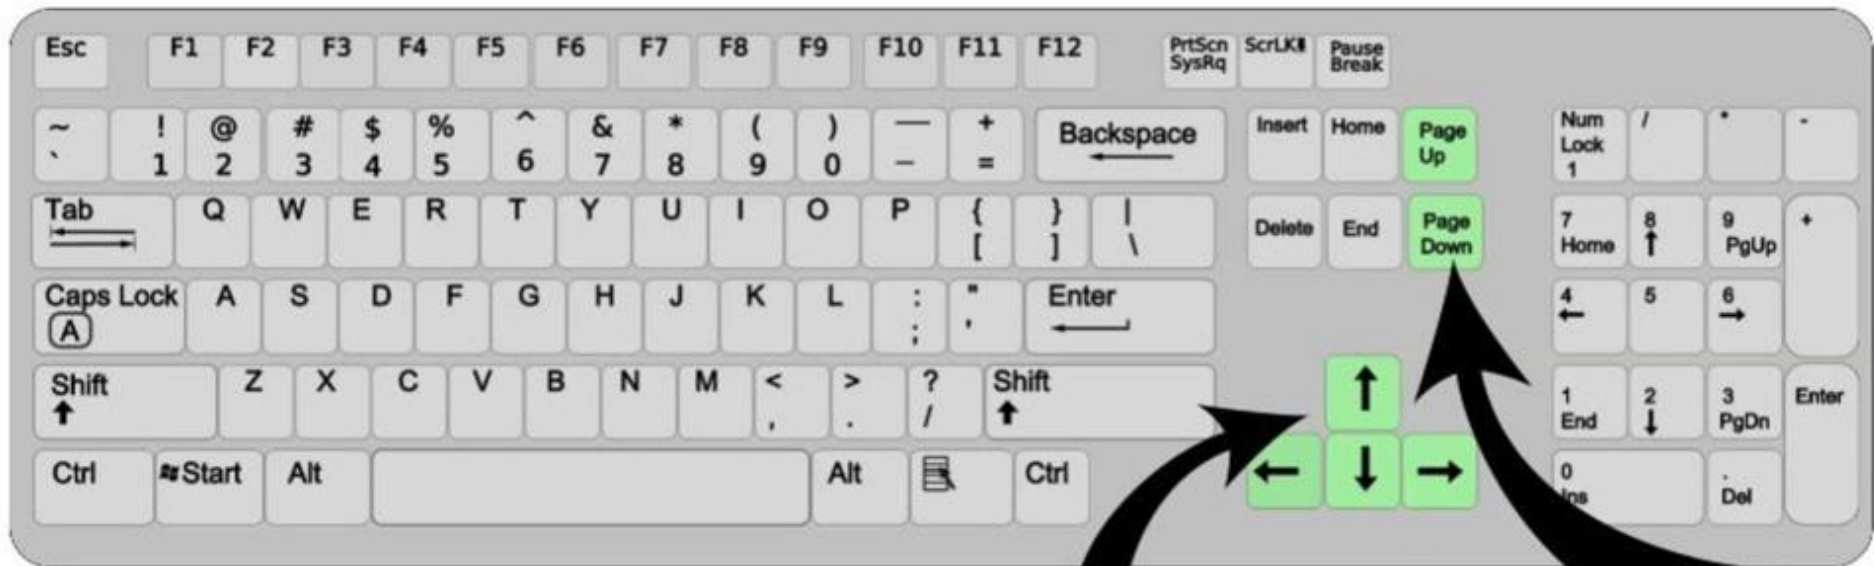 Esc F1 F2 F3 F4 F5 F6 F7 F8 F9 F10 F11 F12 PrtScn ScrLK Pause
SysRq Break
~ ! @ # $ % ^ & * ( ) — + Backspace Insert Home Page Num / * -
` 1 2 3 4 5 6 7 8 9 0 _ = Up Lock
1
Tab Q W E R T Y U I O P { } | Delete End Page 7 8 9 +
[ ] \ Down Home ↑ PgUp
Caps Lock A S D F G H J K L : " Enter 4 5 6
A ; ' ← →
Shift Z X C V B N M < > ? Shift ↑ 1 2 3 Enter
↑ , . / ↑ End ↓ PgDn
Ctrl Start Alt Alt Ctrl ← ↓ → 0 .
Ins Del